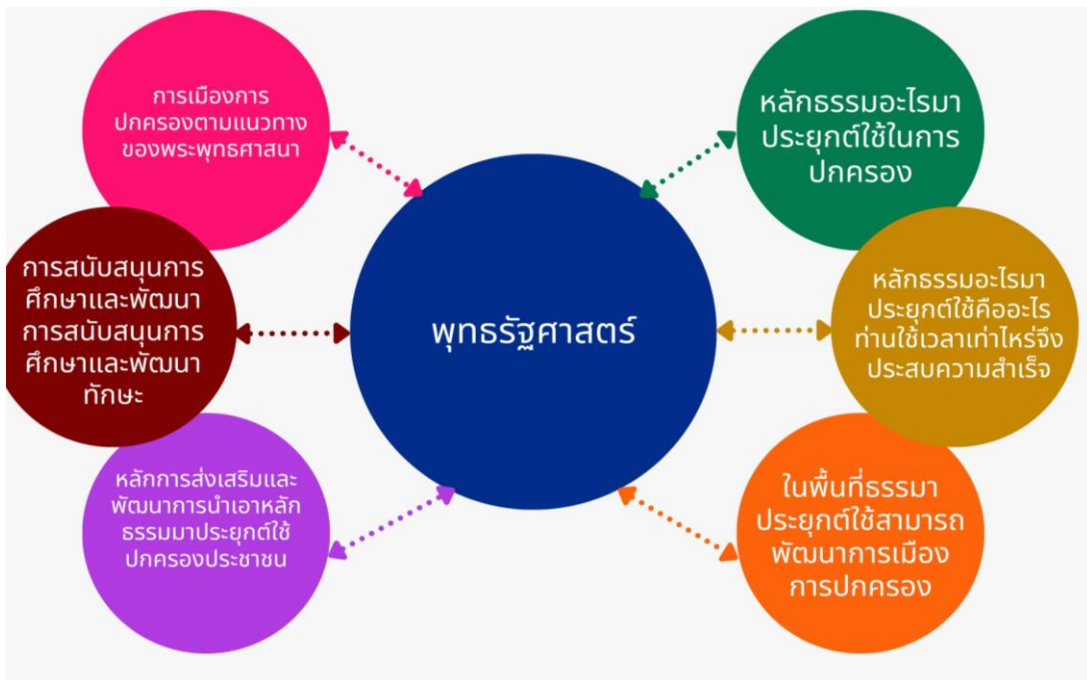 การเมืองการ
ปกครองตามแนวทาง
ของพระพุทธศาสนา
หลักธรรมอะไรมา
ประยุกต์ใช้ในการ
ปกครอง
การสนับสนุนการ
ศึกษาและพัฒนา
การสนับสนุนการ
ศึกษาและพัฒนา
ทักษะ
พุทธรัฐศาสตร์
หลักธรรมอะไรมา
ประยุกต์ใช้คืออะไร
ท่านใช้เวลาเท่าไหร่จึง
ประสบความสำเร็จ
หลักการส่งเสริมและ
พัฒนาการนำเอาหลัก
ธรรมมาประยุกต์ใช้
ปกครองประชาชน
ในพื้นที่ธรรมา
ประยุกต์ใช้สามารถ
พัฒนาการเมือง
การปกครอง